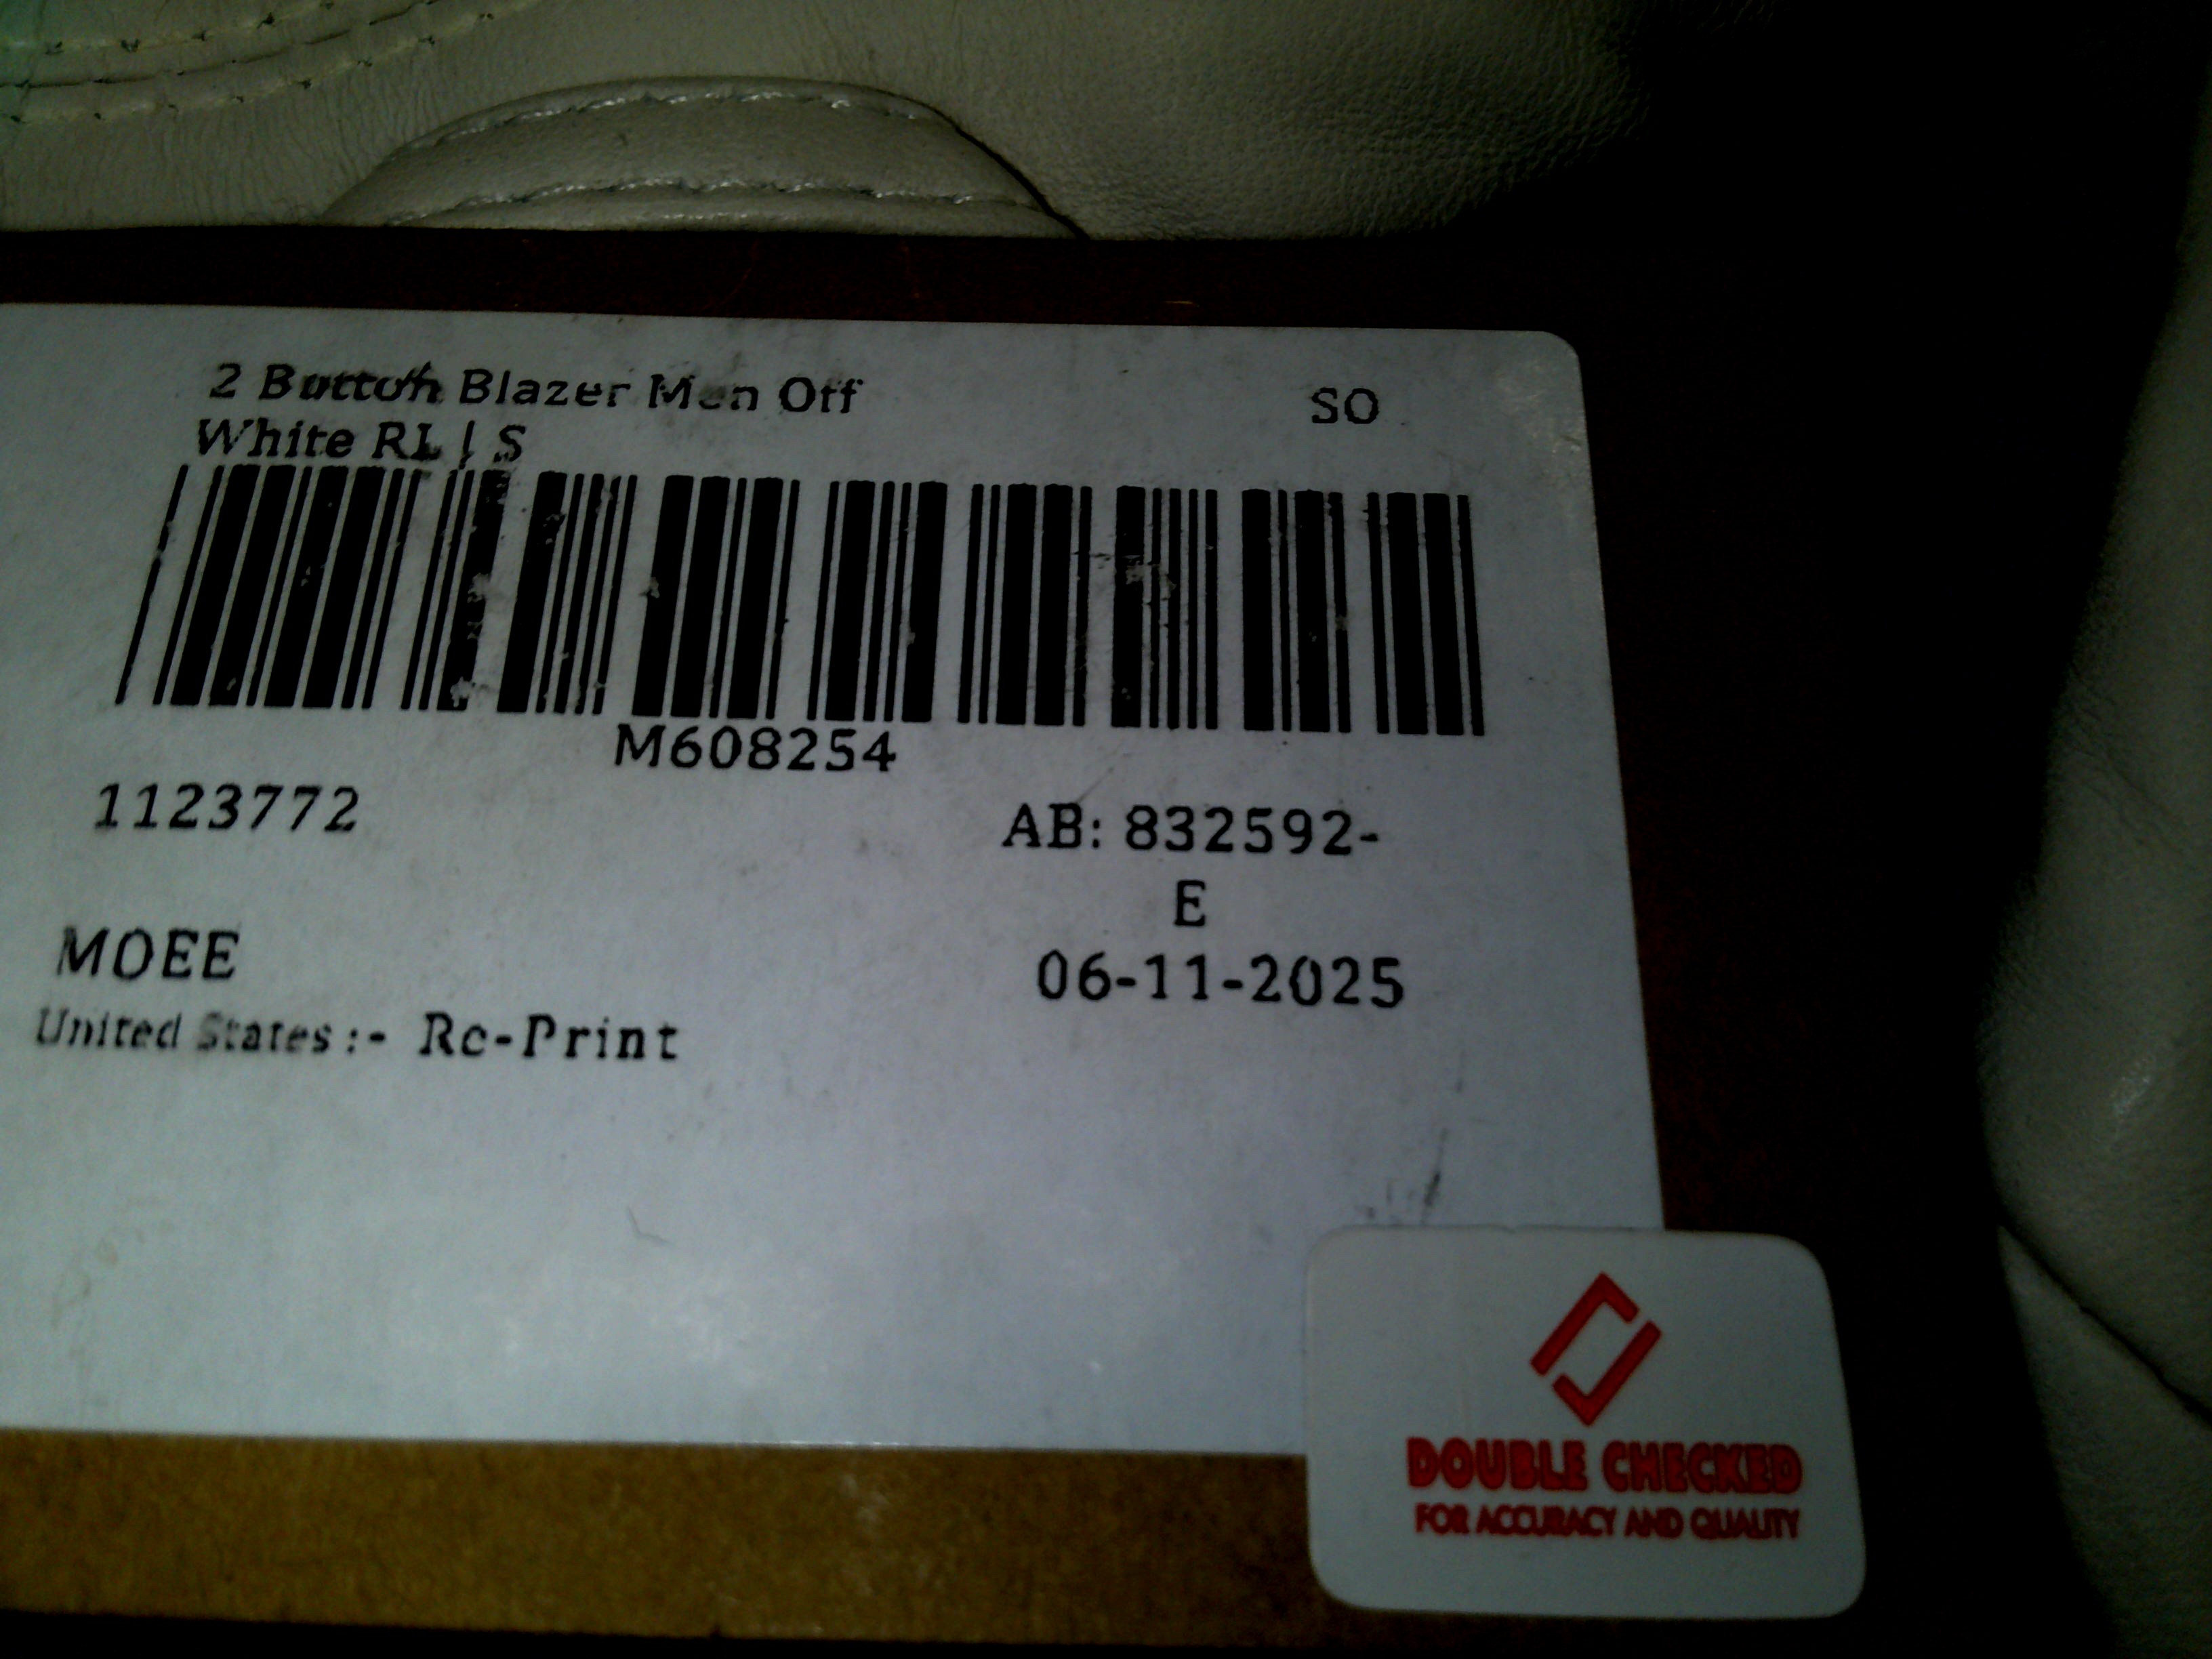 2 Button Blazer Men Off
White RL | S
SO
M608254
1123772
AB: 832592-
E
MOEE
06-11-2025
United States :- Re-Print
DOUBLE CHECKED
FOR ACCURACY AND QUALITY